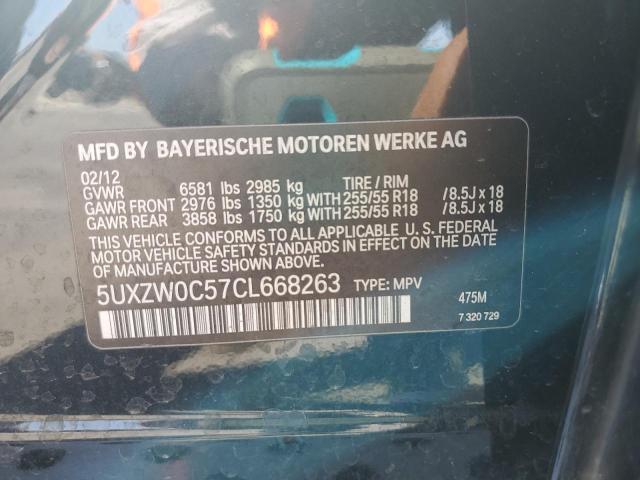 MFD BY BAYERISCHE MOTOREN WERKE AG
02/12
GVWR 6581 lbs 2985 kg TIRE / RIM
GAWR FRONT 2976 lbs 1350 kg WITH 255/55 R18 / 8.5J x 18
GAWR REAR 3858 lbs 1750 kg WITH 255/55 R18 / 8.5J x 18
THIS VEHICLE CONFORMS TO ALL APPLICABLE U. S. FEDERAL
MOTOR VEHICLE SAFETY STANDARDS IN EFFECT ON THE DATE
OF MANUFACTURE SHOWN ABOVE.
5UXZW0C57CL668263 TYPE: MPV
475M
7 320 729